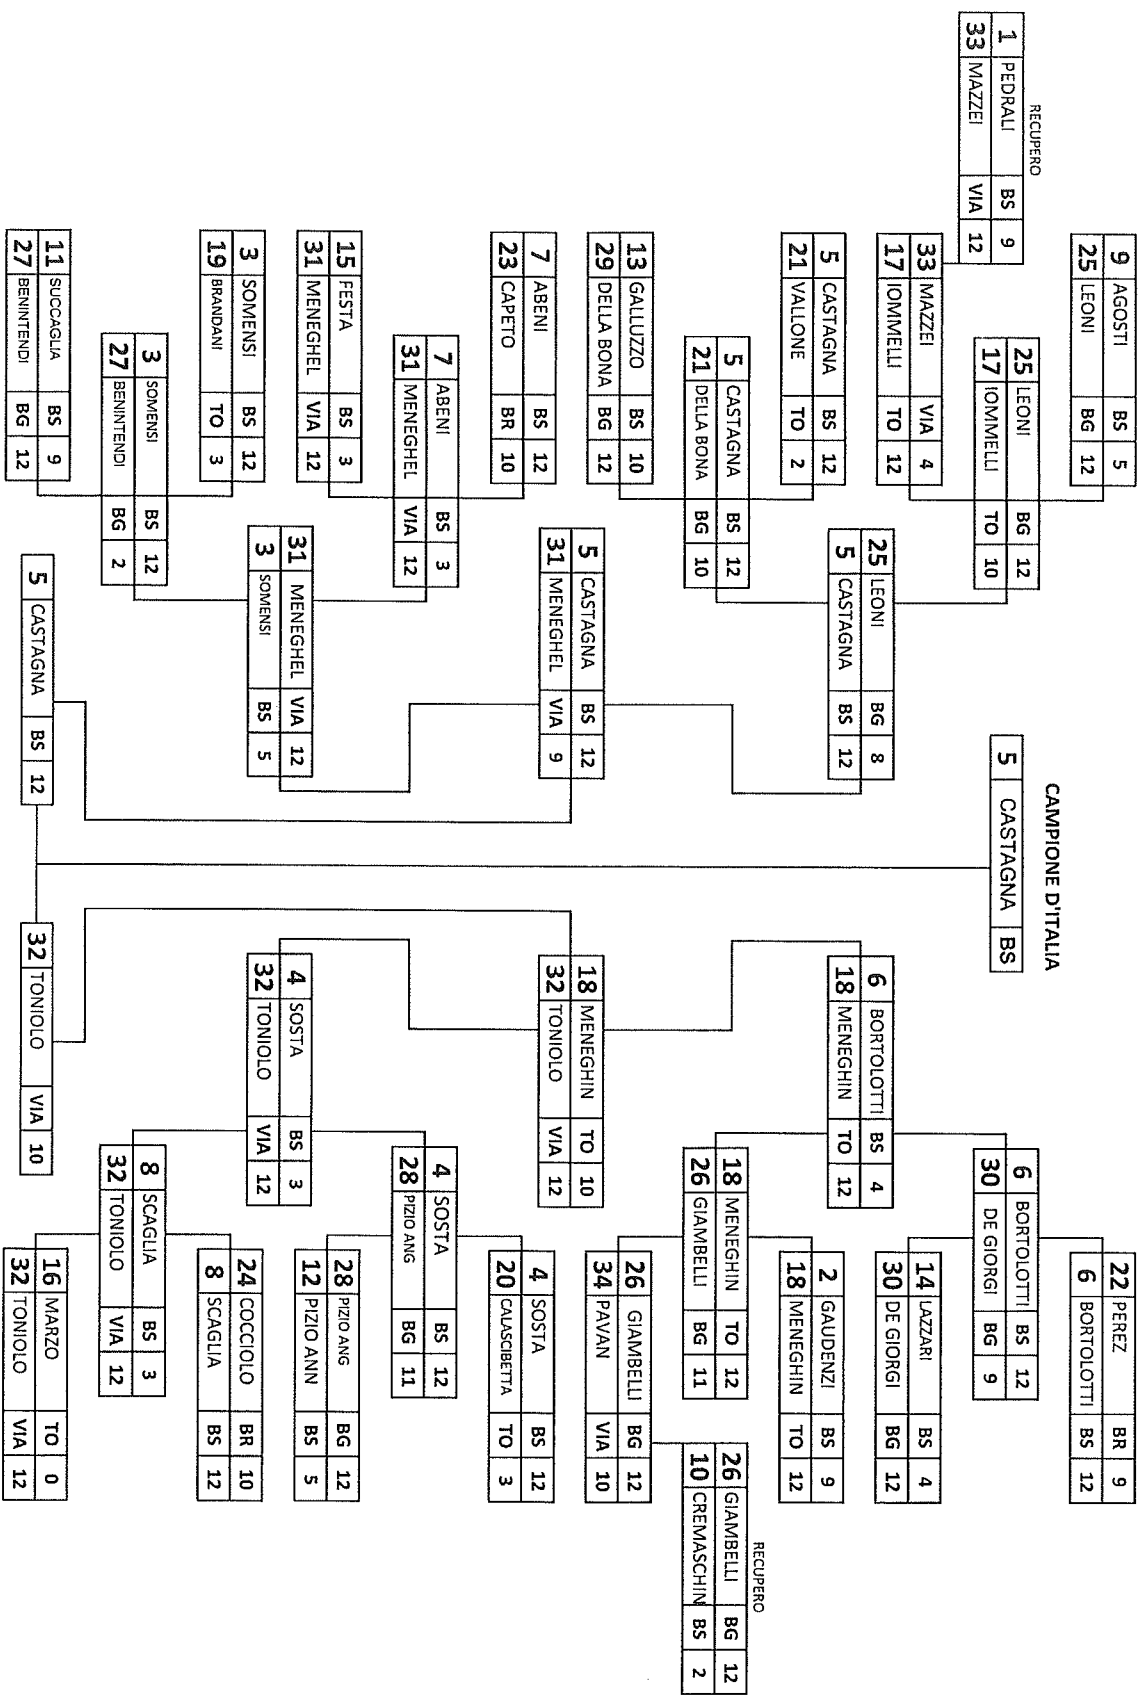 CAMPIONE D'ITALIA
5 CASTAGNA BS
RECUPERO
1 PEDRALI BS 9
33 MAZZEI VIA 12
9 AGOSTI BS 5
25 LEONI BG 12
33 MAZZEI VIA 4
17 IOMMELLI TO 12
5 CASTAGNA BS 12
21 VALLONE TO 2
13 GALLUZZO BS 10
29 DELLA BONA BG 12
7 ABENI BS 12
23 CAPETO BR 10
15 FESTA BS 3
31 MENEGHEL VIA 12
3 SOMENSI BS 12
19 BRANDANI TO 3
11 SUCCAGLIA BS 9
27 BENINTENDI BG 12
25 LEONI BG 12
17 IOMMELLI TO 10
5 CASTAGNA BS 12
21 DELLA BONA BG 10
7 ABENI BS 3
31 MENEGHEL VIA 12
3 SOMENSI BS 12
27 BENINTENDI BG 2
25 LEONI BG 8
5 CASTAGNA BS 12
31 MENEGHEL VIA 12
3 SOMENSI BS 5
5 CASTAGNA BS 12
31 MENEGHEL VIA 9
5 CASTAGNA BS 12
32 TONIOLO VIA 10
18 MENEGHIN TO 10
32 TONIOLO VIA 12
6 BORTOLOTTI BS 4
18 MENEGHIN TO 12
4 SOSTA BS 3
32 TONIOLO VIA 12
6 BORTOLOTTI BS 12
30 DE GIORGI BG 9
18 MENEGHIN TO 12
26 GIAMBELLI BG 11
4 SOSTA BS 12
28 PIZIO ANG BG 11
8 SCAGLIA BS 3
32 TONIOLO VIA 12
22 PEREZ BR 9
6 BORTOLOTTI BS 12
14 LAZZARI BS 4
30 DE GIORGI BG 12
2 GAUDENZI BS 9
18 MENEGHIN TO 12
26 GIAMBELLI BG 12
34 PAVAN VIA 10
4 SOSTA BS 12
20 CALASCIBETTA TO 3
28 PIZIO ANG BG 12
12 PIZIO ANN BS 5
24 COCCIOLO BR 10
8 SCAGLIA BS 12
16 MARZO TO 0
32 TONIOLO VIA 12
RECUPERO
26 GIAMBELLI BG 12
10 CREMASCHIN BS 2